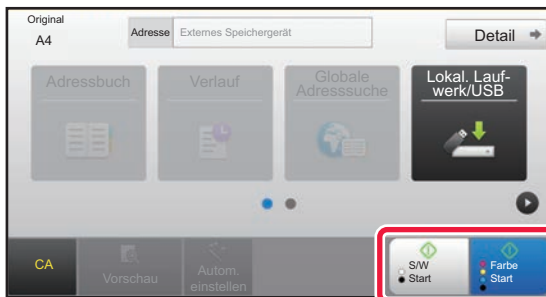 Original
A4
Adresse
Externes Speichergerät
Detail
Adressbuch
Verlauf
Globale
Adresssuche
Lokal. Lauf-
werk/USB
CA
Vorschau
Autom.
einstellen
S/W
Start
Farbe
Start